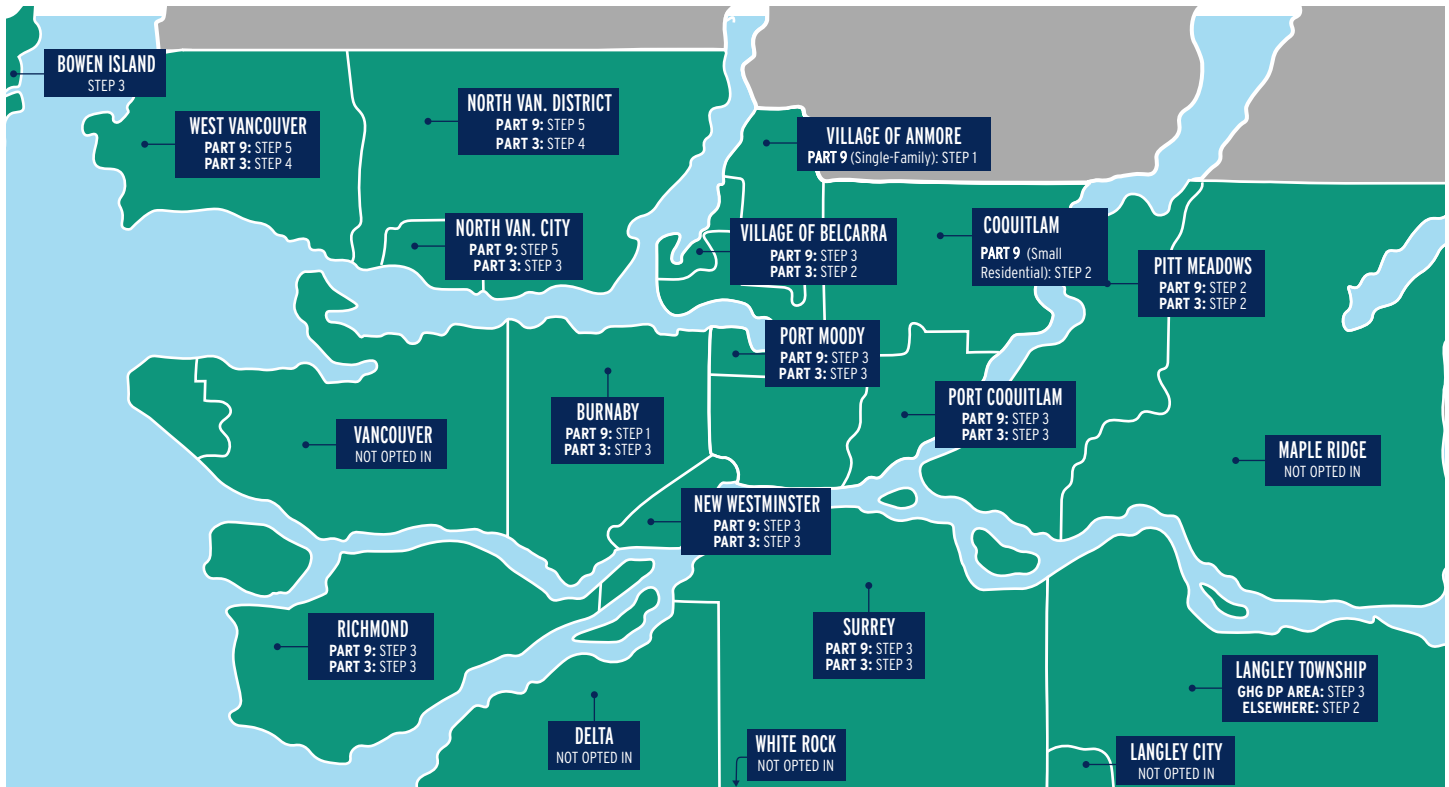 BOWEN ISLAND
STEP 3
WEST VANCOUVER
PART 9: STEP 5
PART 3: STEP 4
NORTH VAN. DISTRICT
PART 9: STEP 5
PART 3: STEP 4
VILLAGE OF ANMORE
PART 9 (Single-Family): STEP 1
NORTH VAN. CITY
PART 9: STEP 5
PART 3: STEP 3
VILLAGE OF BELCARRA
PART 9: STEP 3
PART 3: STEP 2
COQUITLAM
PART 9 (Small
Residential): STEP 2
PITT MEADOWS
PART 9: STEP 2
PART 3: STEP 2
PORT MOODY
PART 9: STEP 3
PART 3: STEP 3
BURNABY
PART 9: STEP 1
PART 3: STEP 3
PORT COQUITLAM
PART 9: STEP 3
PART 3: STEP 3
VANCOUVER
NOT OPTED IN
MAPLE RIDGE
NOT OPTED IN
NEW WESTMINSTER
PART 9: STEP 3
PART 3: STEP 3
RICHMOND
PART 9: STEP 3
PART 3: STEP 3
SURREY
PART 9: STEP 3
PART 3: STEP 3
LANGLEY TOWNSHIP
GHG DP AREA: STEP 3
ELSEWHERE: STEP 2
DELTA
NOT OPTED IN
WHITE ROCK
NOT OPTED IN
LANGLEY CITY
NOT OPTED IN